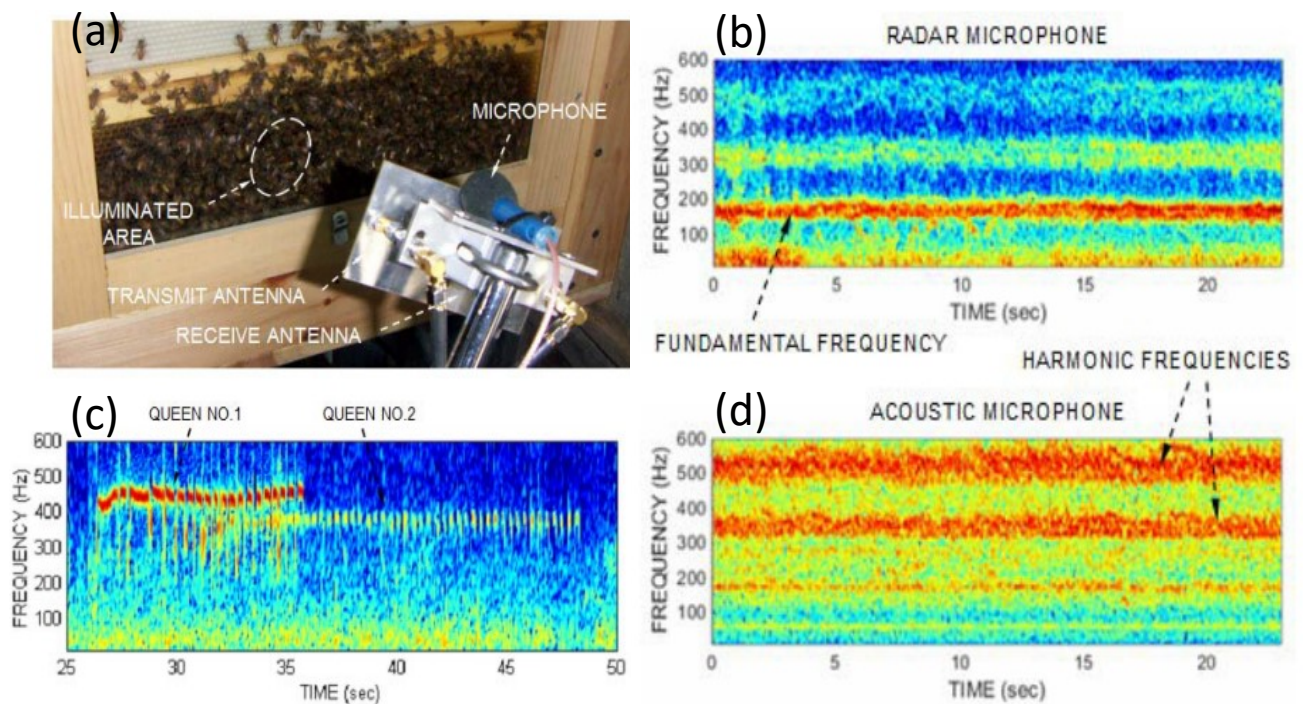 (a)
MICROPHONE
ILLUMINATED
AREA
TRANSMIT ANTENNA
RECEIVE ANTENNA
(b)
RADAR MICROPHONE
FREQUENCY (Hz)
600
500
400
300
200
100
0
5
10
15
20
TIME (sec)
FUNDAMENTAL FREQUENCY
HARMONIC FREQUENCIES
(c)
QUEEN NO.1
QUEEN NO.2
FREQUENCY (Hz)
600
500
400
300
200
100
25
30
35
40
45
50
TIME (sec)
(d)
ACOUSTIC MICROPHONE
FREQUENCY (Hz)
600
500
400
300
200
100
0
5
10
15
20
TIME (sec)